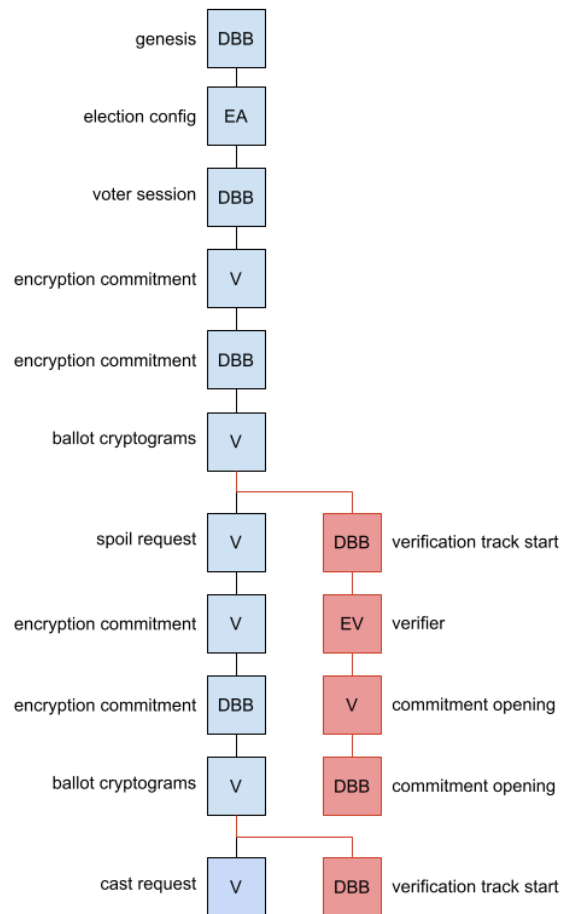 genesis DBB
election config EA
voter session DBB
encryption commitment V
encryption commitment DBB
ballot cryptograms V
spoil request V DBB verification track start
encryption commitment V EV verifier
encryption commitment DBB V commitment opening
ballot cryptograms V DBB commitment opening
cast request V DBB verification track start